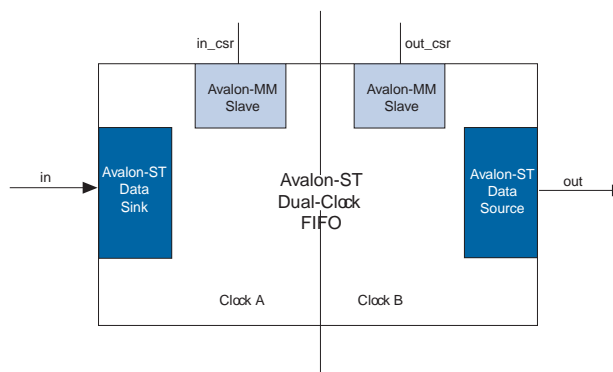 in_csr
out_csr
Avalon-MM
Slave
Avalon-MM
Slave
in
Avalon-ST
Data
Sink
Avalon-ST
Dual-Clock
FIFO
Avalon-ST
Data
Source
out
Clock A
Clock B